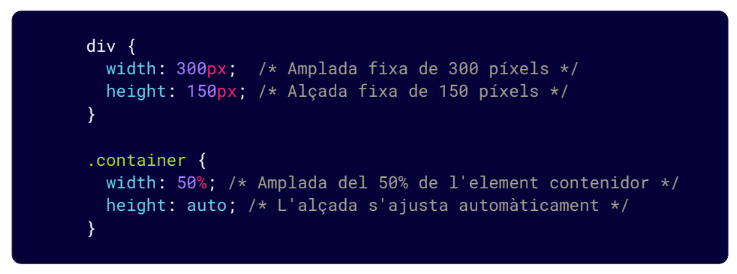 div {
  width: 300px;  /* Amplada fixa de 300 píxels */
  height: 150px; /* Alçada fixa de 150 píxels */
}

.container {
  width: 50%; /* Amplada del 50% de l'element contenidor */
  height: auto; /* L'alçada s'ajusta automàticament */
}